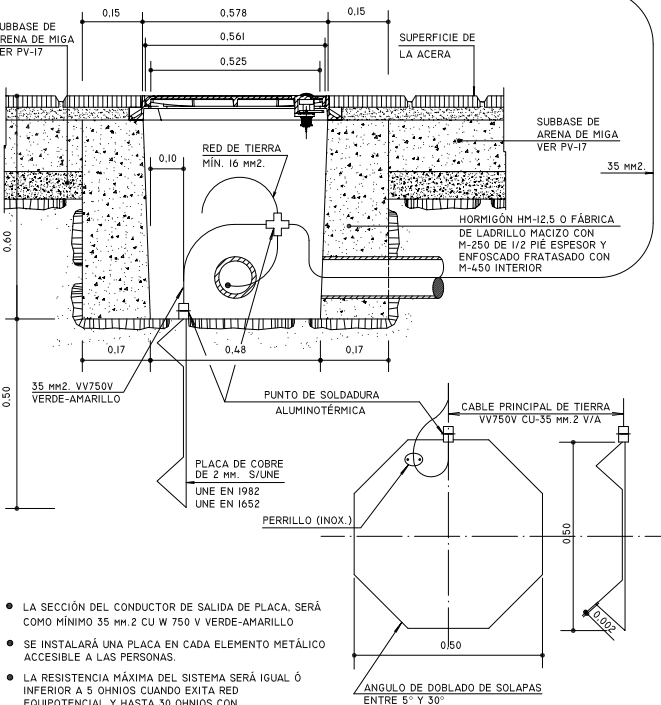 0,15
0,578
0,15
0,561
0,525
SUBBASE DE
ARENA DE MIGA
VER PV-17
SUPERFICIE DE
LA ACERA
SUBBASE DE
ARENA DE MIGA
VER PV-17
35 MM2.
RED DE TIERRA
MÍN. 16 MM2.
0,10
0,60
HORMIGÓN HM-12,5 O FÁBRICA
DE LADRILLO MACIZO CON
M-250 DE 1/2 PIÉ ESPESOR Y
ENFOSCADO FRATASADO CON
M-450 INTERIOR
0,17
0,48
0,17
0,50
35 MM2. VV750V
VERDE-AMARILLO
PUNTO DE SOLDADURA
ALUMINOTÉRMICA
CABLE PRINCIPAL DE TIERRA
VV750V CU-35 MM.2 V/A
PLACA DE COBRE
DE 2 MM. S/UNE
UNE EN 1982
UNE EN 1652
PERRILLO (INOX.)
0,50
0,002
0,50
ANGULO DE DOBLADO DE SOLAPAS
ENTRE 5° Y 30°
● LA SECCIÓN DEL CONDUCTOR DE SALIDA DE PLACA, SERÁ
COMO MÍNIMO 35 MM.2 CU W 750 V VERDE-AMARILLO
● SE INSTALARÁ UNA PLACA EN CADA ELEMENTO METÁLICO
ACCESIBLE A LAS PERSONAS.
● LA RESISTENCIA MÁXIMA DEL SISTEMA SERÁ IGUAL Ó
INFERIOR A 5 OHNIOS CUANDO EXITA RED
EQUIPOTENCIAL Y HASTA 30 OHNIOS CON